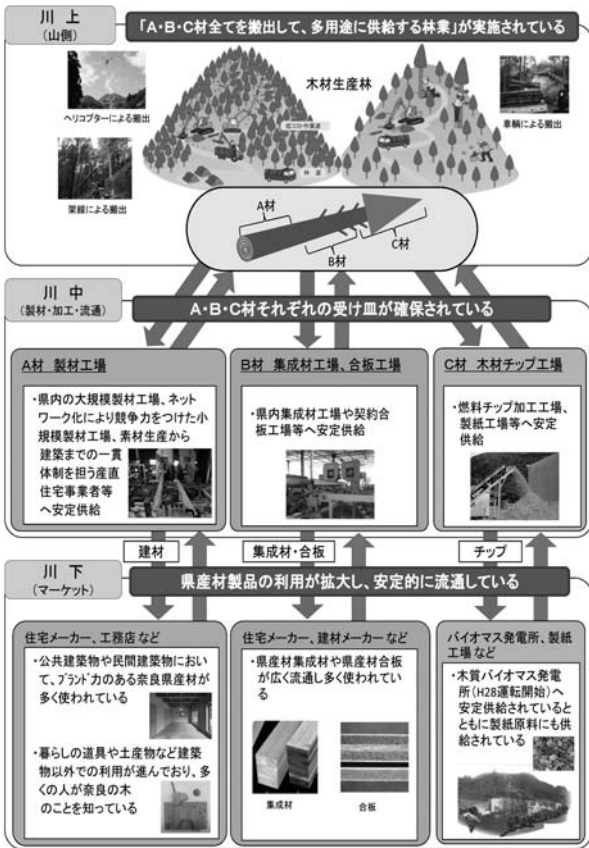 川 上
(山側)
「A・B・C材全てを搬出して、多用途に供給する林業」が実施されている
木材生産林
ヘリコプターによる搬出
車輌による搬出
架線による搬出
林 道
A材
B材
C材
川 中
(製材・加工・流通)
A・B・C材それぞれの受け皿が確保されている
A材 製材工場
・県内の大規模製材工場、ネット
ワーク化により競争力をつけた小
規模製材工場、素材生産から
建築までの一貫
体制を担う産直
住宅事業者等
へ安定供給
B材 集成材工場、合板工場
・県内集成材工場や契約合
板工場等へ安定供給
C材 木材チップ工場
・燃料チップ加工工場、
製紙工場等へ安定
供給
建材
集成材・合板
チップ
川 下
(マーケット)
県産材製品の利用が拡大し、安定的に流通している
住宅メーカー、工務店 など
・公共建築物や民間建築物におい
て、ブランド力のある奈良県産材が
多く使われている
・暮らしの道具や土産物など建築
物以外での利用が進んでおり、多
くの人が奈良の木
のことを知っている
住宅メーカー、建材メーカー など
・県産材集成材や県産材合板
が広く流通し多く使われてい
る
集成材
合板
バイオマス発電所、製紙
工場 など
・木質バイオマス発電
所(H28運転開始)へ
安定供給されていると
ともに製紙原料にも供
給されている